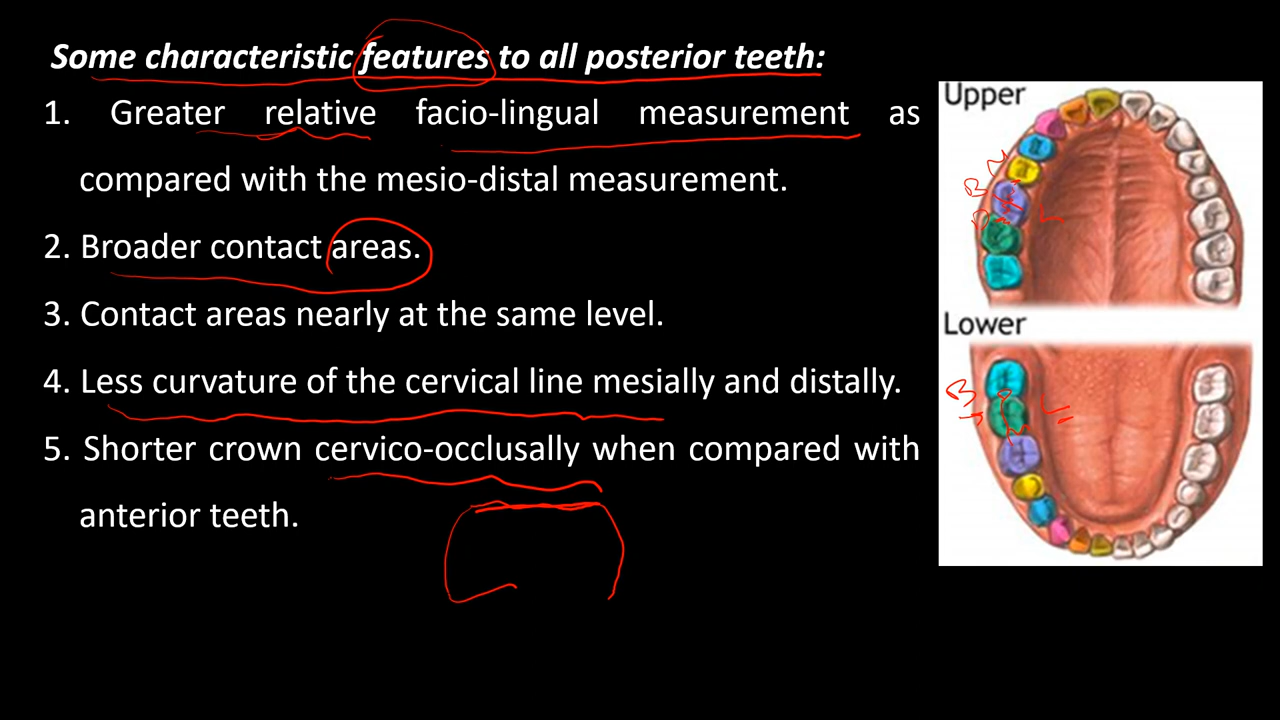 Some characteristic features to all posterior teeth:
1. Greater relative facio-lingual measurement as
compared with the mesio-distal measurement.
2. Broader contact areas.
3. Contact areas nearly at the same level.
4. Less curvature of the cervical line mesially and distally.
5. Shorter crown cervico-occlusally when compared with
anterior teeth.
Upper
B
L
Lower
B
L